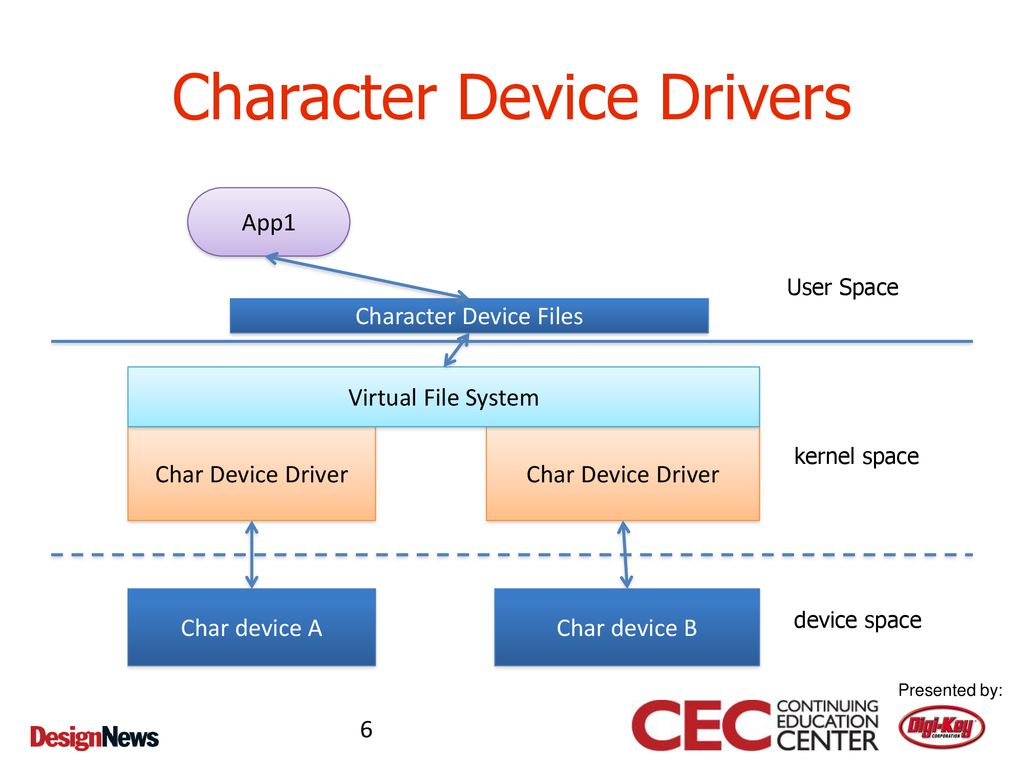 Character Device Drivers
App1
User Space
Character Device Files
Virtual File System
kernel space
Char Device Driver
Char Device Driver
Char device A
Char device B
device space
Presented by:
DesignNews
6
CEC
CONTINUING
EDUCATION
CENTER
Digi-Key
CORPORATION